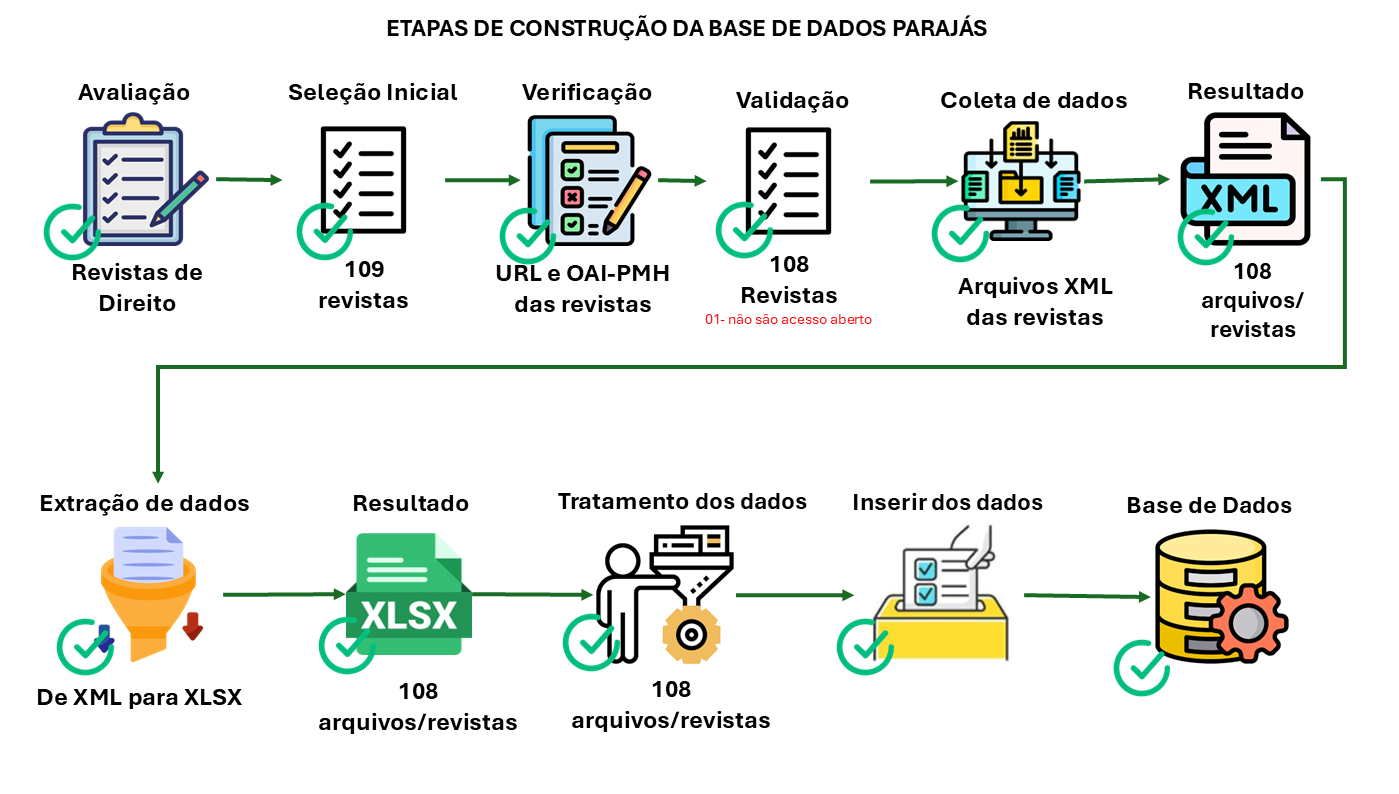 ETAPAS DE CONSTRUÇÃO DA BASE DE DADOS PARAJÁS
Avaliação
Revistas de
Direito
Seleção Inicial
109
revistas
Verificação
URL e OAI-PMH
das revistas
Validação
108
Revistas
01- não são acesso aberto
Coleta de dados
Arquivos XML
das revistas
Resultado
XML
108
arquivos/
revistas
Extração de dados
De XML para XLSX
Resultado
XLSX
108
arquivos/revistas
Tratamento dos dados
108
arquivos/revistas
Inserir dos dados
Base de Dados